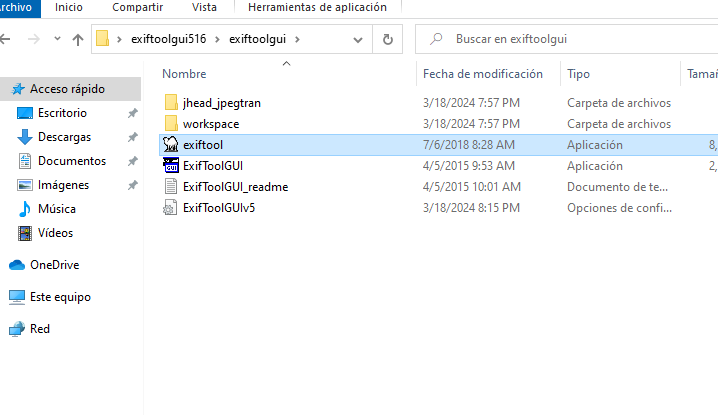 Archivo Inicio Compartir Vista Herramientas de aplicación
exiftoolgui516 exiftoolgui Buscar en exiftoolgui
Nombre Fecha de modificación Tipo Tamañ
Acceso rápido
Escritorio
Descargas
Documentos
Imágenes
Música
Vídeos
OneDrive
Este equipo
Red
jhead_jpegtran 3/18/2024 7:57 PM Carpeta de archivos
workspace 3/18/2024 7:57 PM Carpeta de archivos
exiftool 7/6/2018 8:28 AM Aplicación 8,
ExifToolGUI 4/5/2015 9:53 AM Aplicación 2,
ExifToolGUI_readme 4/5/2015 10:01 AM Documento de te...
ExifToolGUIv5 3/18/2024 8:15 PM Opciones de confi...